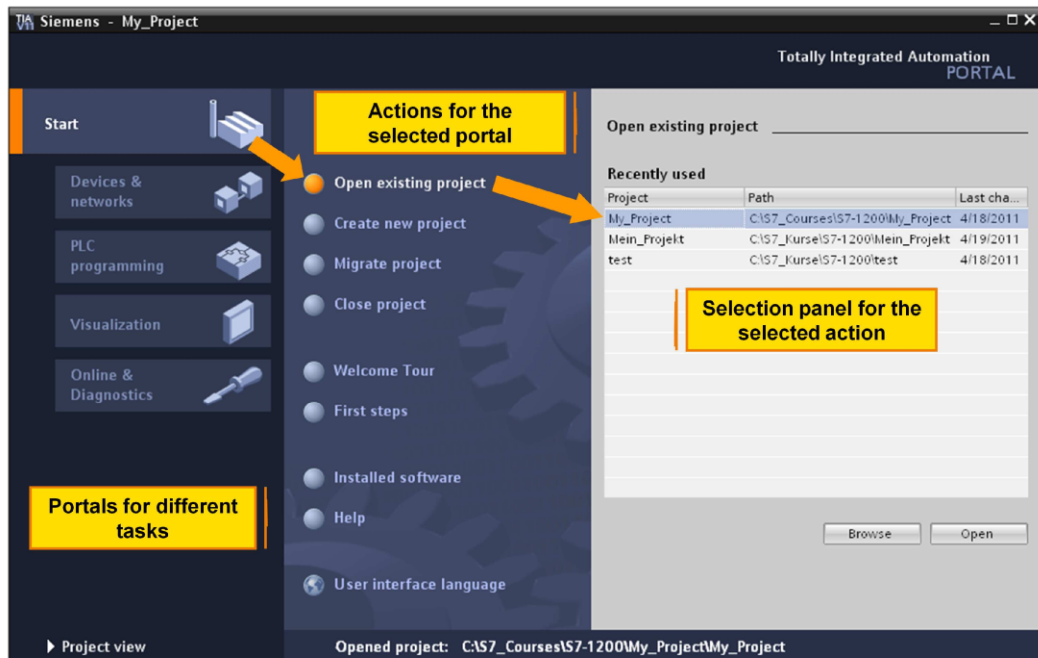 TIA V11 Siemens - My_Project
Totally Integrated Automation
PORTAL
Start
Devices &
networks
PLC
programming
Visualization
Online &
Diagnostics
Portals for different
tasks
Project view
Actions for the
selected portal
Open existing project
Create new project
Migrate project
Close project
Welcome Tour
First steps
Installed software
Help
User interface language
Open existing project
Recently used
Project Path Last cha...
My_Project C:\S7_Courses\S7-1200\My_Project 4/18/2011
Mein_Projekt C:\S7_Kurse\S7-1200\Mein_Projekt 4/19/2011
test C:\S7_Kurse\S7-1200\test 4/18/2011
Selection panel for the
selected action
Browse Open
Opened project: C:\S7_Courses\S7-1200\My_Project\My_Project